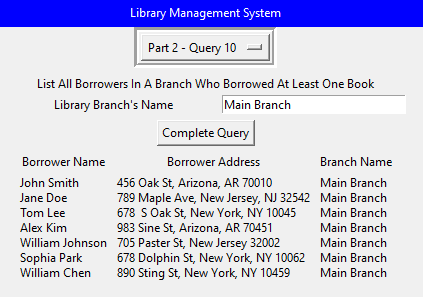 Library Management System
Part 2 - Query 10
List All Borrowers In A Branch Who Borrowed At Least One Book
Library Branch's Name Main Branch
Complete Query
Borrower Name Borrower Address Branch Name
John Smith 456 Oak St, Arizona, AR 70010 Main Branch
Jane Doe 789 Maple Ave, New Jersey, NJ 32542 Main Branch
Tom Lee 678  S Oak St, New York, NY 10045 Main Branch
Alex Kim 983 Sine St, Arizona, AR 70451 Main Branch
William Johnson 705 Paster St, New Jersey 32002 Main Branch
Sophia Park 678 Dolphin St, New York, NY 10062 Main Branch
William Chen 890 Sting St, New York, NY 10459 Main Branch